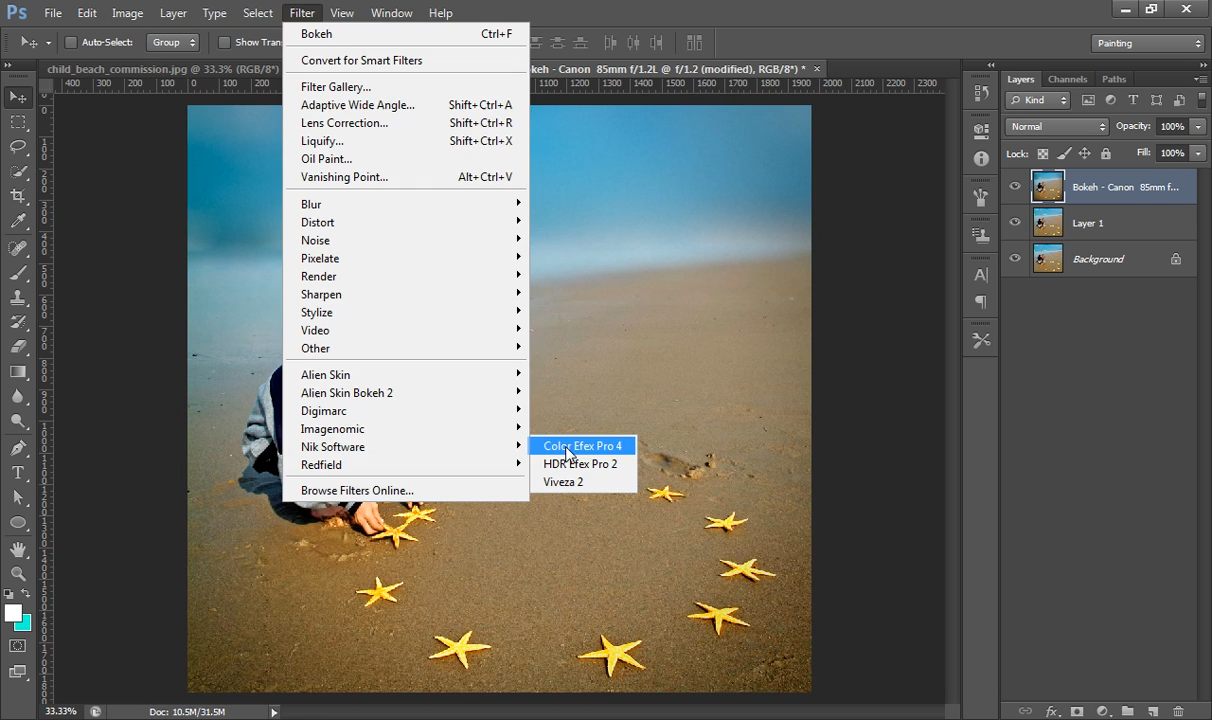 Ps File Edit Image Layer Type Select Filter View Window Help
Auto-Select: Group Show Tran
Painting
child_beach_commission.jpg @ 33.3% (RGB/8*)
keh - Canon 85mm f/1.2L @ f/1.2 (modified), RGB/8*) *
400 300 200 100 0 100 200
1100 1200 1300 1400 1500 1600 1700 1800 1900 2000 2100 2200 2300
Bokeh Ctrl+F
Convert for Smart Filters
Filter Gallery...
Adaptive Wide Angle... Shift+Ctrl+A
Lens Correction... Shift+Ctrl+R
Liquify... Shift+Ctrl+X
Oil Paint...
Vanishing Point... Alt+Ctrl+V
Blur
Distort
Noise
Pixelate
Render
Sharpen
Stylize
Video
Other
Alien Skin
Alien Skin Bokeh 2
Digimarc
Imagenomic
Nik Software
Redfield
Browse Filters Online...
Color Efex Pro 4
HDR Efex Pro 2
Viveza 2
Layers Channels Paths
Kind
Normal Opacity: 100%
Lock: Fill: 100%
Bokeh - Canon 85mm f...
Layer 1
Background
33.33% Doc: 10.5M/31.5M